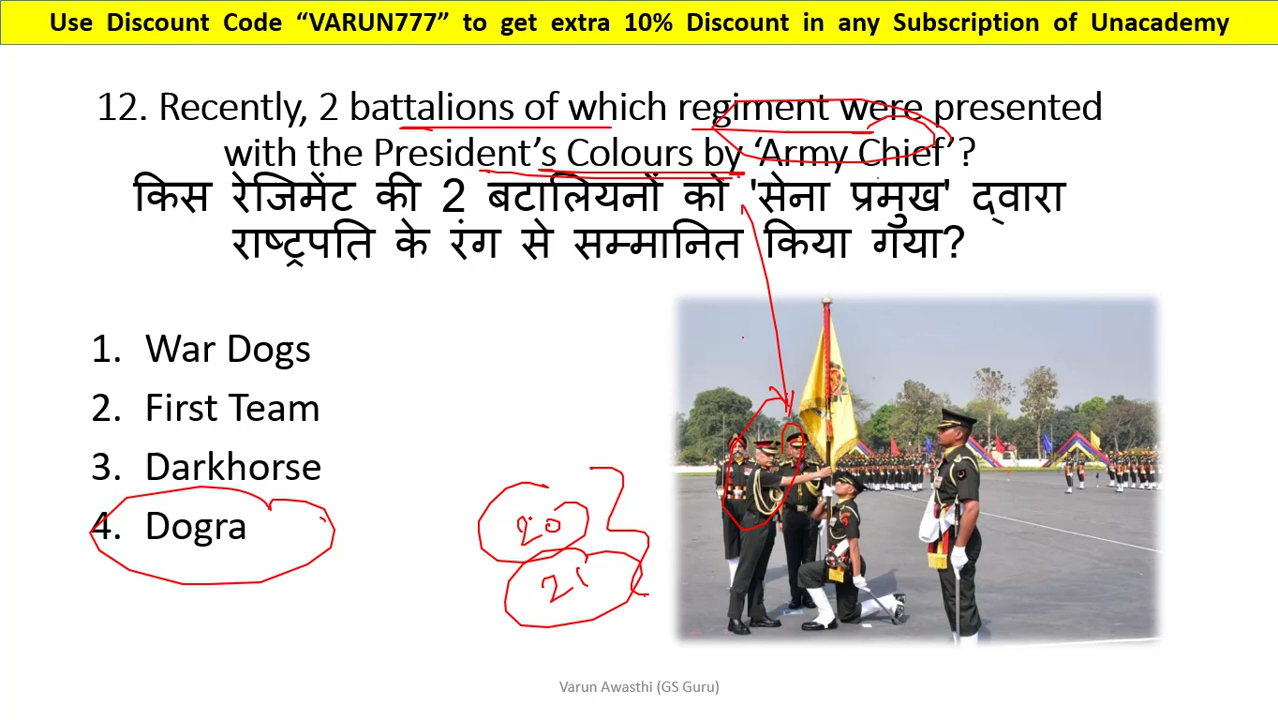 Use Discount Code “VARUN777” to get extra 10% Discount in any Subscription of Unacademy
12. Recently, 2 battalions of which regiment were presented
with the President’s Colours by ‘Army Chief’?
किस रेजिमेंट की 2 बटालियनों को 'सेना प्रमुख' द्वारा
राष्ट्रपति के रंग से सम्मानित किया गया?
1. War Dogs
2. First Team
3. Darkhorse
4. Dogra
20
21
Varun Awasthi (GS Guru)